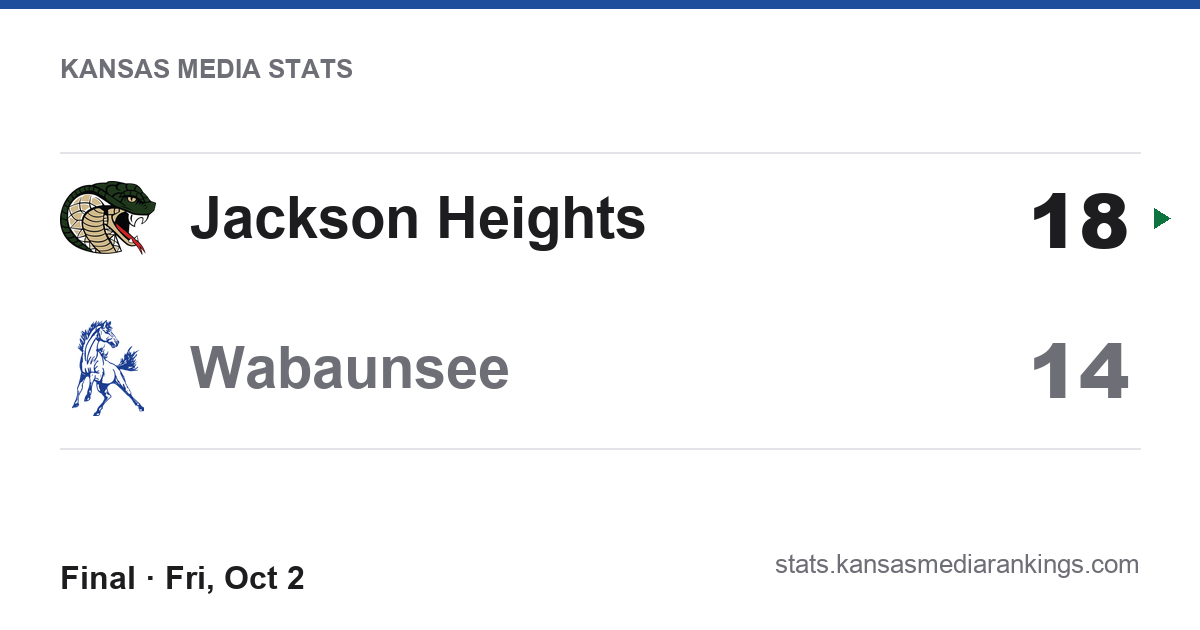 KANSAS MEDIA STATS
Jackson Heights 18
Wabaunsee 14
Final · Fri, Oct 2
stats.kansasmediarankings.com